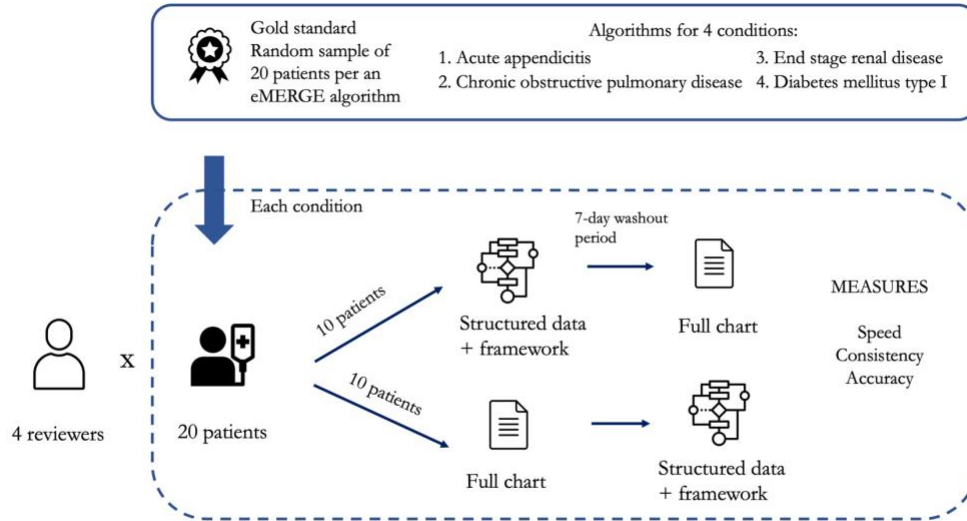 Gold standard
Random sample of
20 patients per an
eMERGE algorithm
Algorithms for 4 conditions:
1. Acute appendicitis
2. Chronic obstructive pulmonary disease
3. End stage renal disease
4. Diabetes mellitus type I
Each condition
4 reviewers
x
20 patients
10 patients
Structured data
+ framework
7-day washout
period
Full chart
10 patients
Full chart
Structured data
+ framework
MEASURES
Speed
Consistency
Accuracy